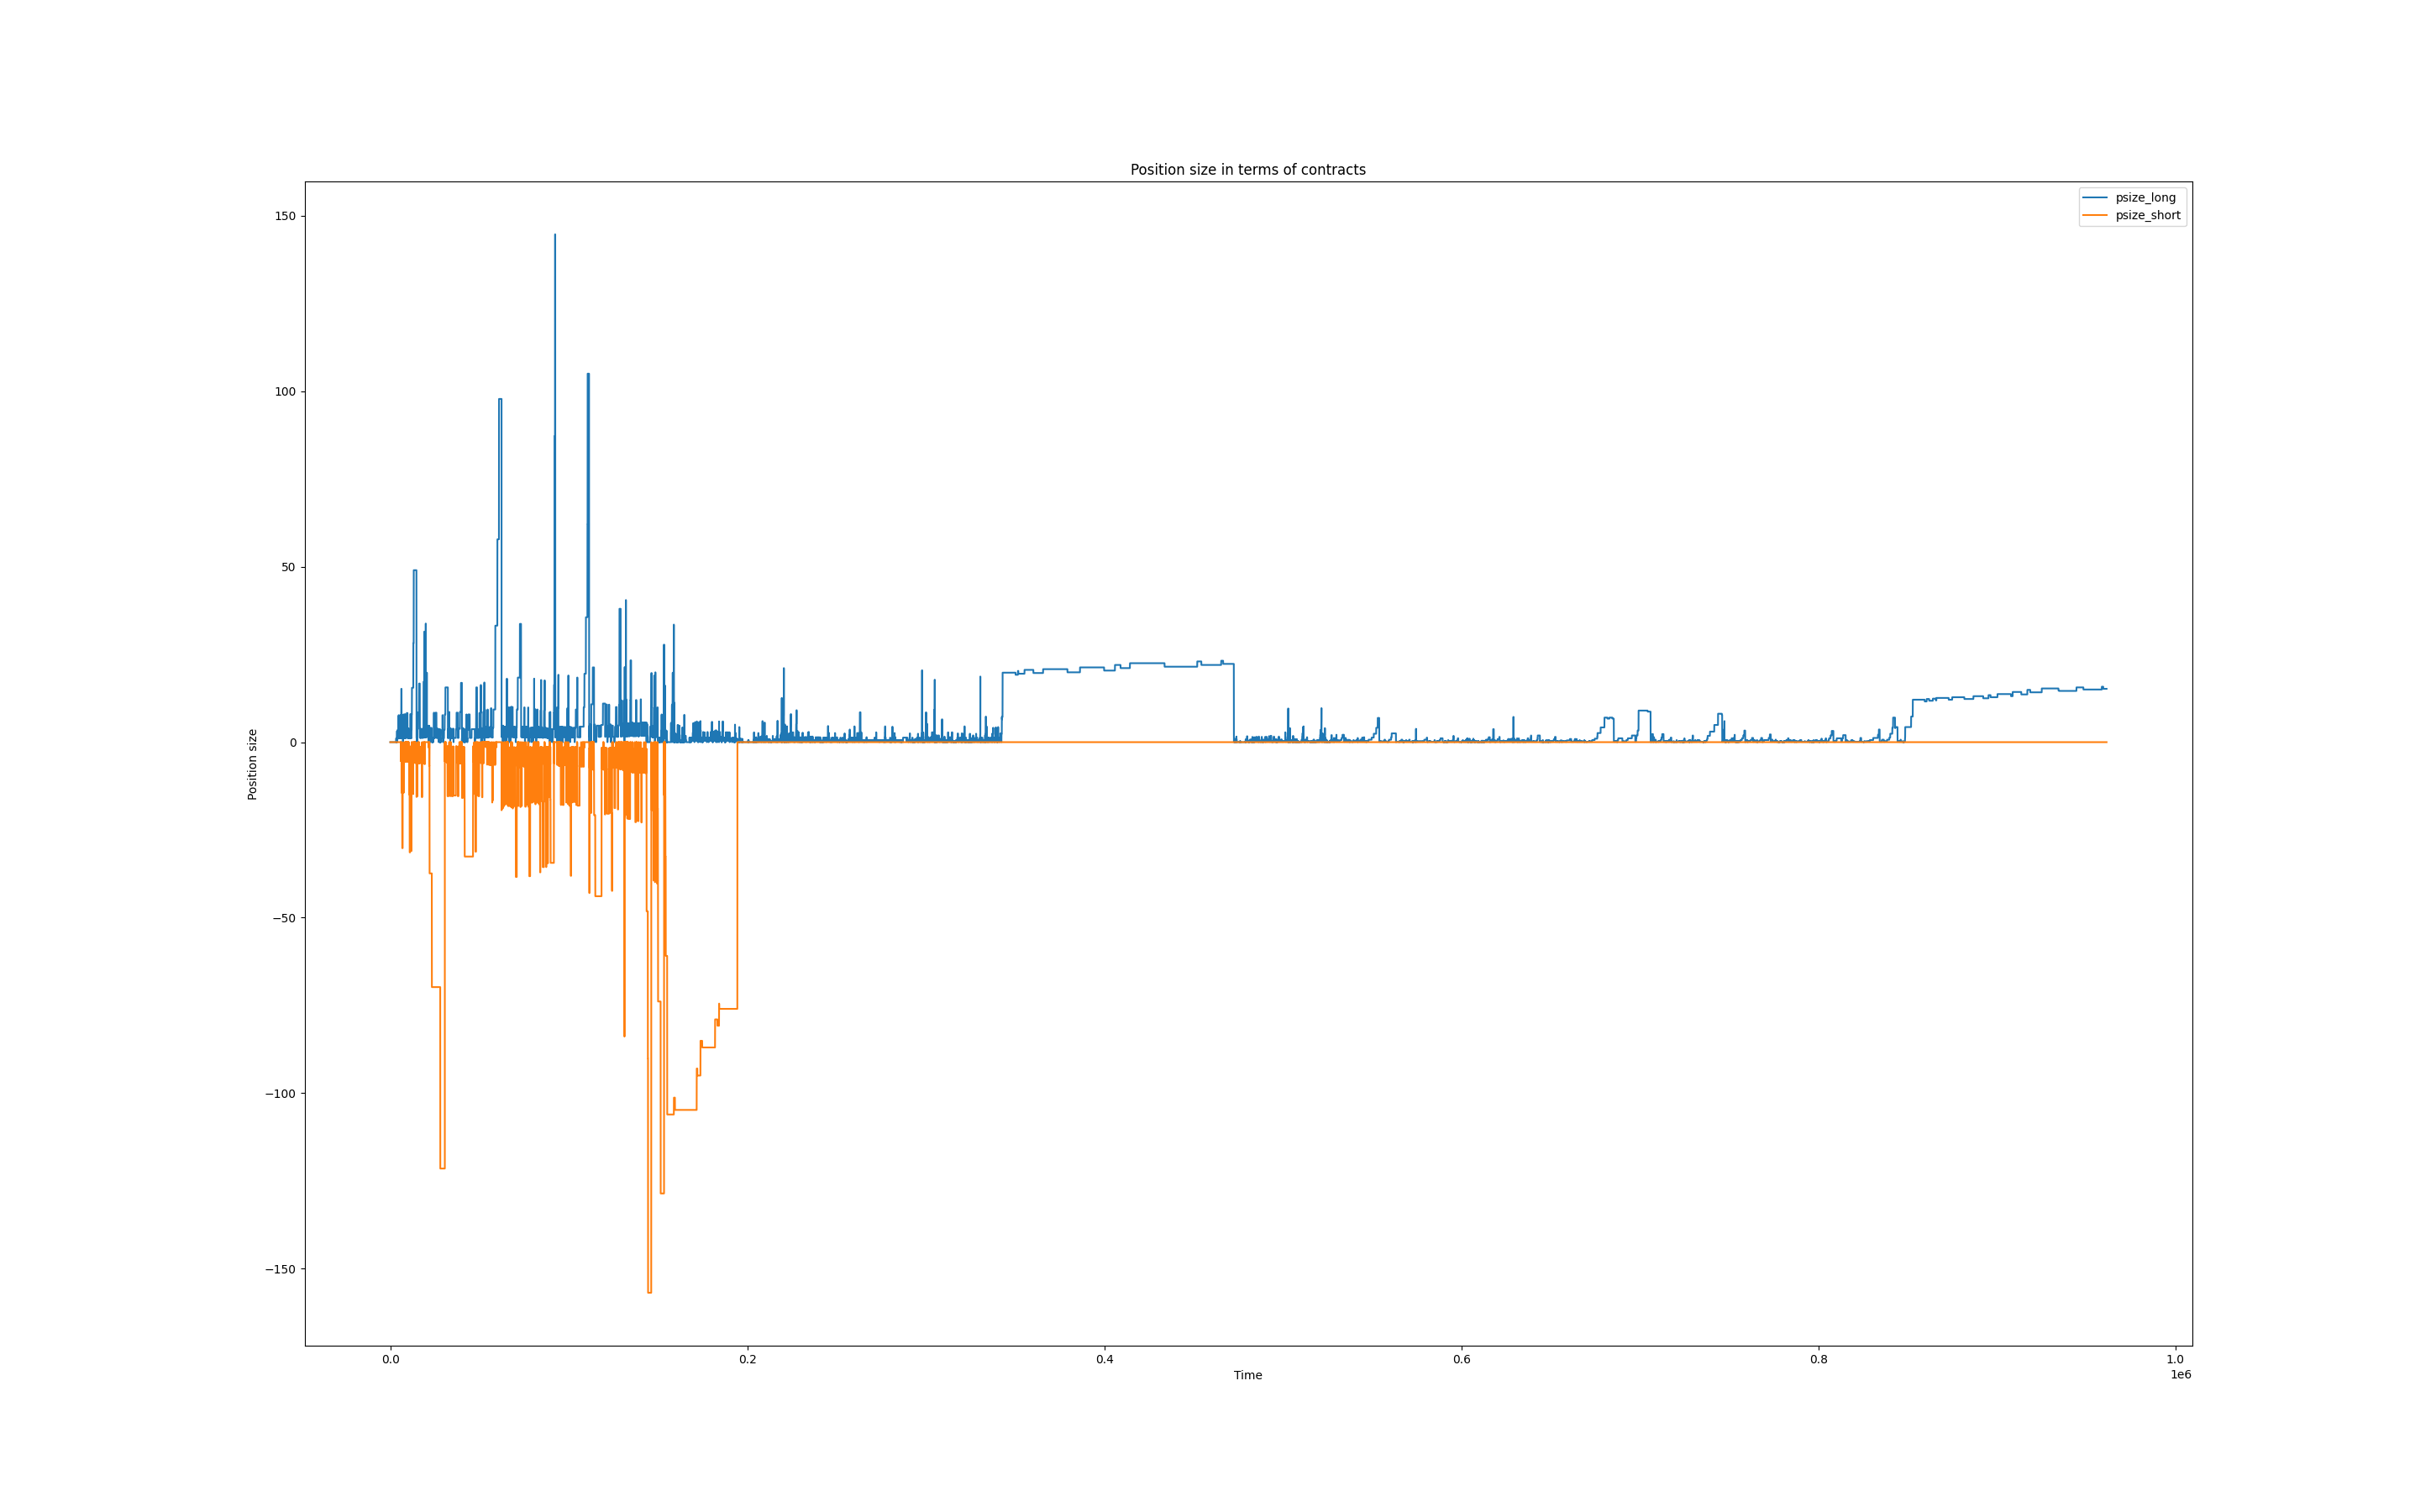 Position size in terms of contracts
psize_long
psize_short
150
100
50
0
−50
−100
−150
Position size
0.0
0.2
0.4
0.6
0.8
1.0
1e6
Time